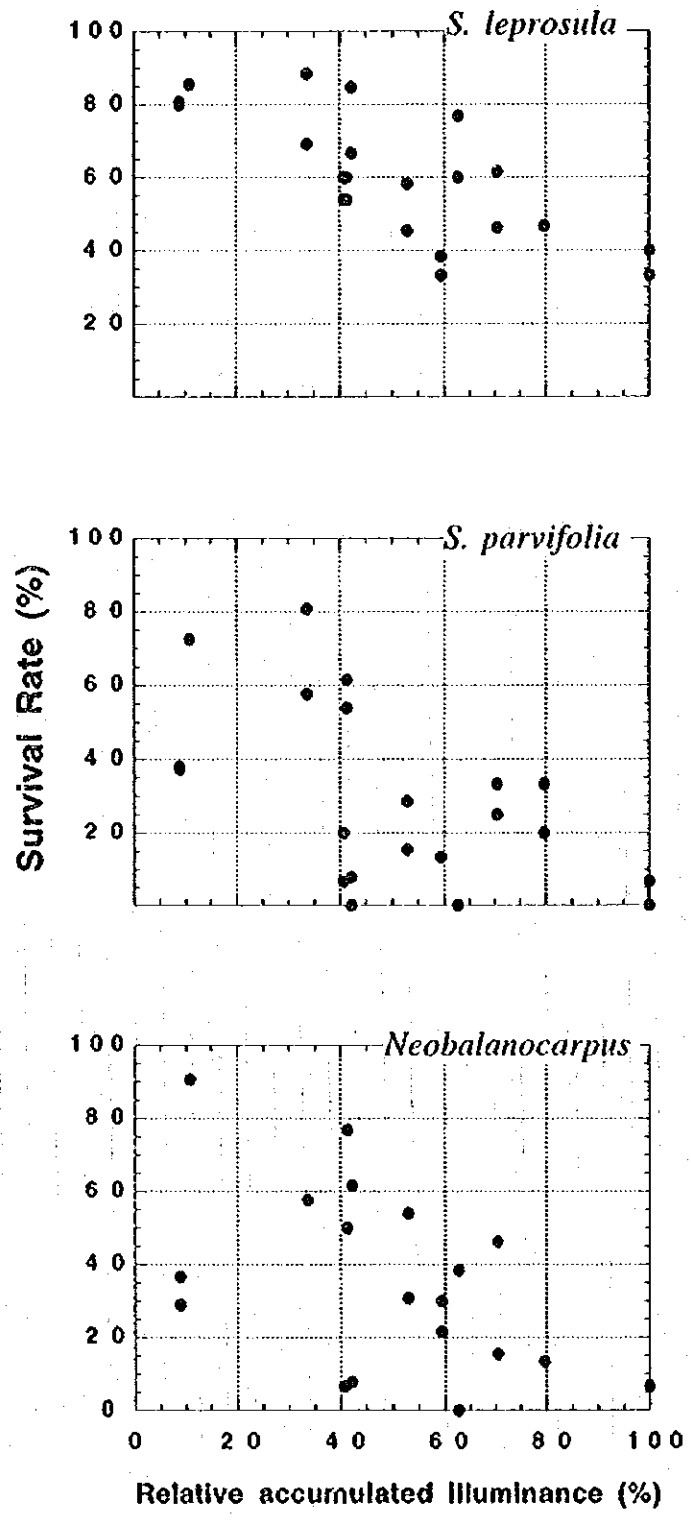 S. leprosula
100
80
60
40
20
S. parvifolia
100
80
60
40
20
Survival Rate (%)
Neobalanocarpus
100
80
60
40
20
0
0 20 40 60 80 100
Relative accumulated illuminance (%)